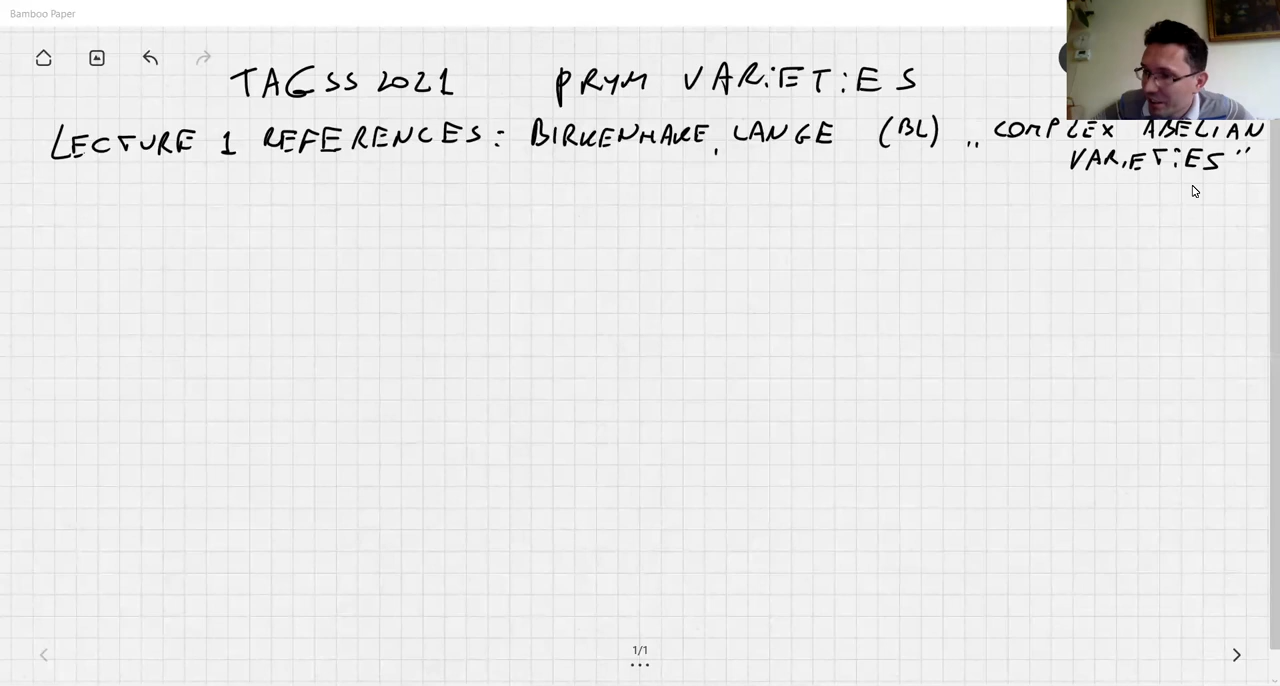 Bamboo Paper
TAGSS 2021 PRYM VARIETIES
LECTURE 1 REFERENCES: BIRKENHAKE, LANGE (BL) „COMPLEX ABELIAN
VARIETIES"
1/1